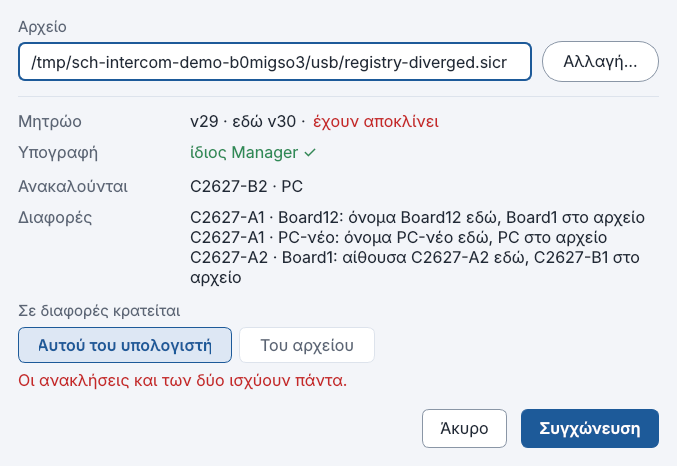 Αρχείο
/tmp/sch-intercom-demo-b0migso3/usb/registry-diverged.sicr
Αλλαγή...
Μητρώο
v29 · εδώ v30 · έχουν αποκλίνει
Υπογραφή
ίδιος Manager ✓
Ανακαλούνται
C2627-B2 · PC
Διαφορές
C2627-A1 · Board12: όνομα Board12 εδώ, Board1 στο αρχείο
C2627-A1 · PC-νέο: όνομα PC-νέο εδώ, PC στο αρχείο
C2627-A2 · Board1: αίθουσα C2627-A2 εδώ, C2627-B1 στο
αρχείο
Σε διαφορές κρατείται
Αυτού του υπολογιστή
Του αρχείου
Οι ανακλήσεις και των δύο ισχύουν πάντα.
Άκυρο
Συγχώνευση